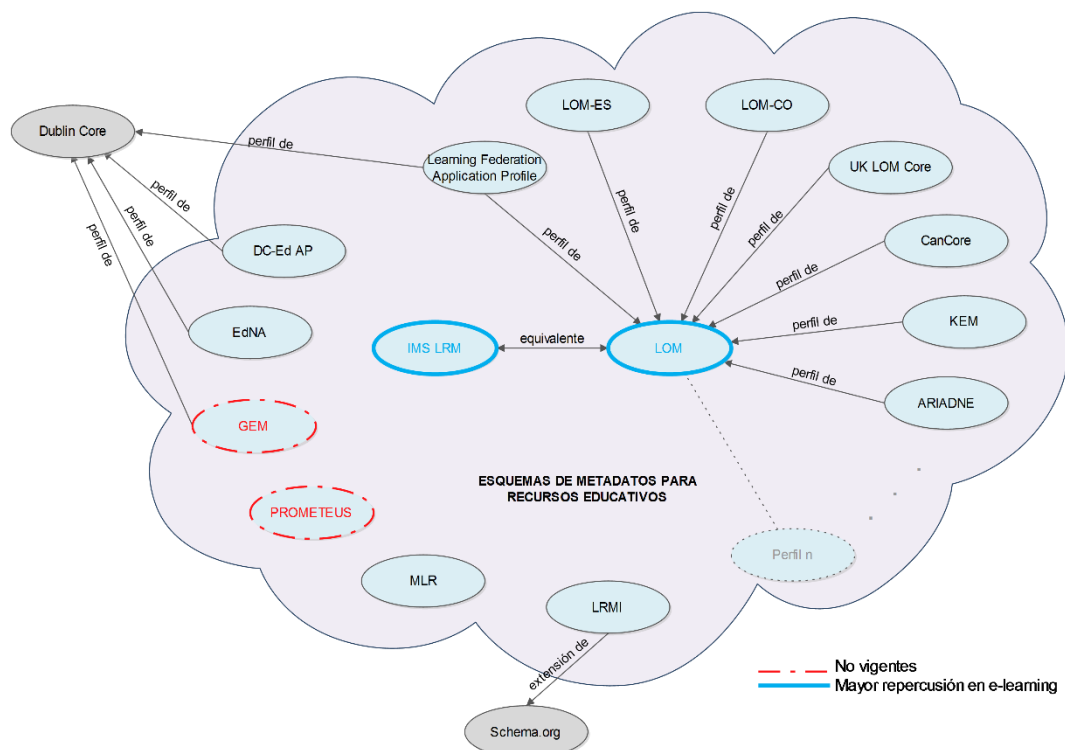 LOM-ES
LOM-CO
Dublin Core
perfil de
Learning Federation
Application Profile
UK LOM Core
perfil de
perfil de
perfil de
perfil de
perfil de
perfil de
perfil de
DC-Ed AP
perfil de
CanCore
perfil de
EdNA
IMS LRM
equivalente
LOM
perfil de
KEM
perfil de
ARIADNE
GEM
ESQUEMAS DE METADATOS PARA
RECURSOS EDUCATIVOS
PROMETEUS
Perfil n
MLR
LRMI
extensión de
Schema.org
No vigentes
Mayor repercusión en e-learning